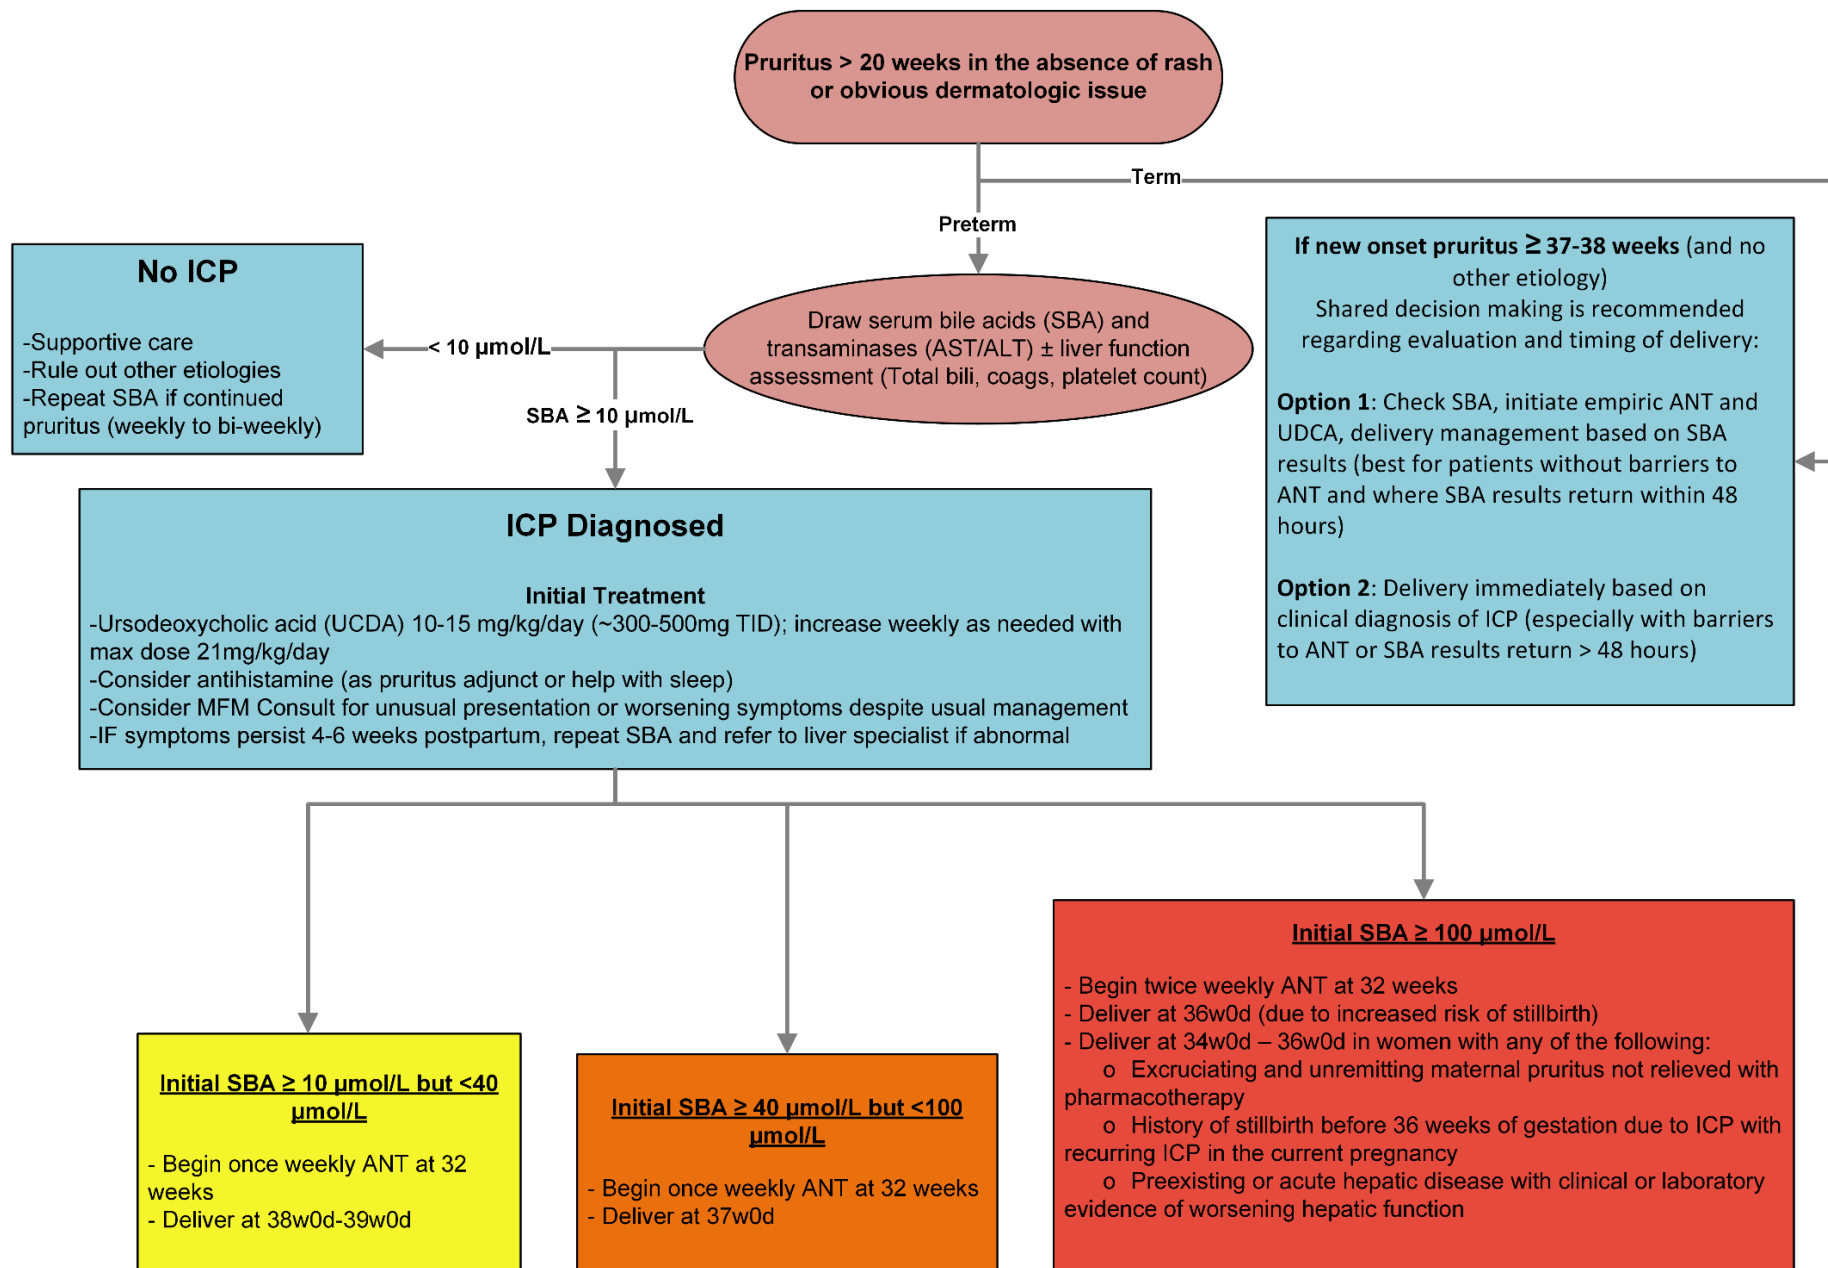 Pruritus > 20 weeks in the absence of rash
or obvious dermatologic issue
Term
Preterm
No ICP
-Supportive care
-Rule out other etiologies
-Repeat SBA if continued
pruritus (weekly to bi-weekly)
< 10 µmol/L
Draw serum bile acids (SBA) and
transaminases (AST/ALT) ± liver function
assessment (Total bili, coags, platelet count)
SBA ≥ 10 µmol/L
If new onset pruritus ≥ 37-38 weeks (and no
other etiology)
Shared decision making is recommended
regarding evaluation and timing of delivery:
Option 1: Check SBA, initiate empiric ANT and
UDCA, delivery management based on SBA
results (best for patients without barriers to
ANT and where SBA results return within 48
hours)
Option 2: Delivery immediately based on
clinical diagnosis of ICP (especially with barriers
to ANT or SBA results return > 48 hours)
ICP Diagnosed
Initial Treatment
-Ursodeoxycholic acid (UCDA) 10-15 mg/kg/day (~300-500mg TID); increase weekly as needed with
max dose 21mg/kg/day
-Consider antihistamine (as pruritus adjunct or help with sleep)
-Consider MFM Consult for unusual presentation or worsening symptoms despite usual management
-IF symptoms persist 4-6 weeks postpartum, repeat SBA and refer to liver specialist if abnormal
Initial SBA ≥ 10 µmol/L but <40
µmol/L
- Begin once weekly ANT at 32
weeks
- Deliver at 38w0d-39w0d
Initial SBA ≥ 40 µmol/L but <100
µmol/L
- Begin once weekly ANT at 32 weeks
- Deliver at 37w0d
Initial SBA ≥ 100 µmol/L
- Begin twice weekly ANT at 32 weeks
- Deliver at 36w0d (due to increased risk of stillbirth)
- Deliver at 34w0d – 36w0d in women with any of the following:
o Excruciating and unremitting maternal pruritus not relieved with
pharmacotherapy
o History of stillbirth before 36 weeks of gestation due to ICP with
recurring ICP in the current pregnancy
o Preexisting or acute hepatic disease with clinical or laboratory
evidence of worsening hepatic function